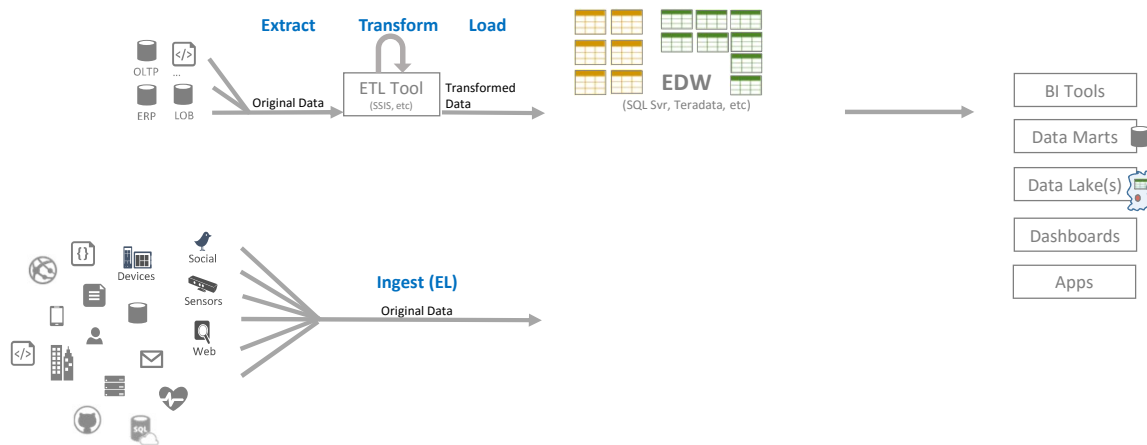 Extract
Transform
Load
OLTP
</>
...
ERP
LOB
Original Data
ETL Tool
(SSIS, etc)
Transformed
Data
EDW
(SQL Svr, Teradata, etc)
BI Tools
Data Marts
Data Lake(s)
Dashboards
Apps
{}
Devices
Social
Sensors
Web
</>
SQL
Ingest (EL)
Original Data